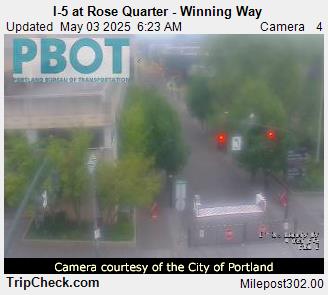 I-5 at Rose Quarter - Winning Way
Updated May 03 2025 6:23 AM Camera 4
PBOT
PORTLAND BUREAU OF TRANSPORTATION
Camera courtesy of the City of Portland
TripCheck.com Milepost302.00